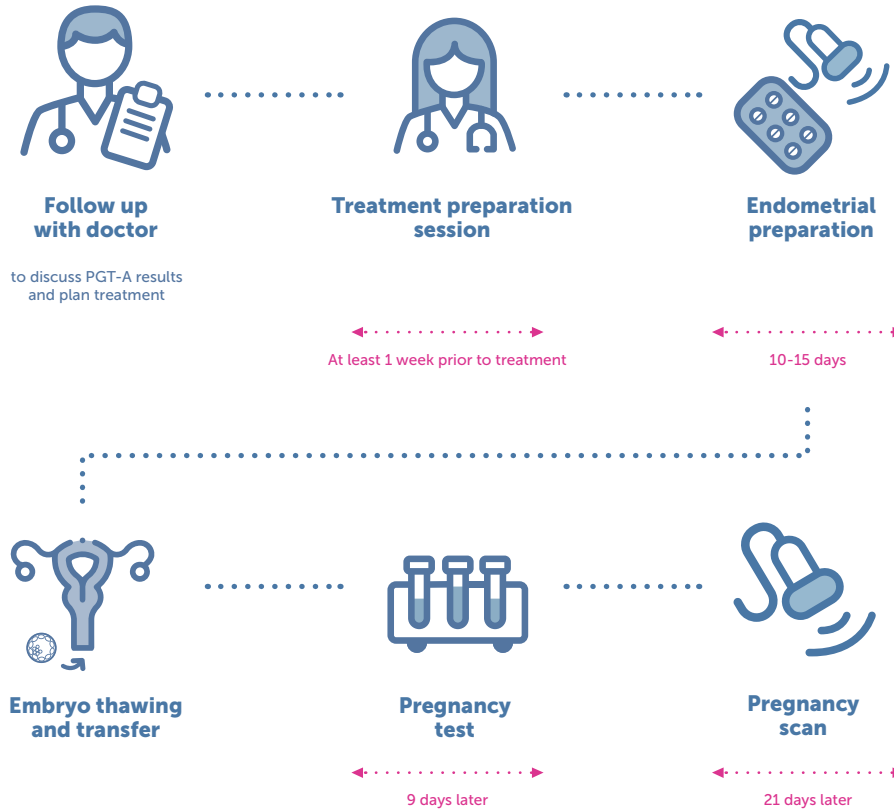 Follow up
with doctor
to discuss PGT-A results
and plan treatment
Treatment preparation
session
At least 1 week prior to treatment
Endometrial
preparation
10-15 days
Embryo thawing
and transfer
Pregnancy
test
9 days later
Pregnancy
scan
21 days later